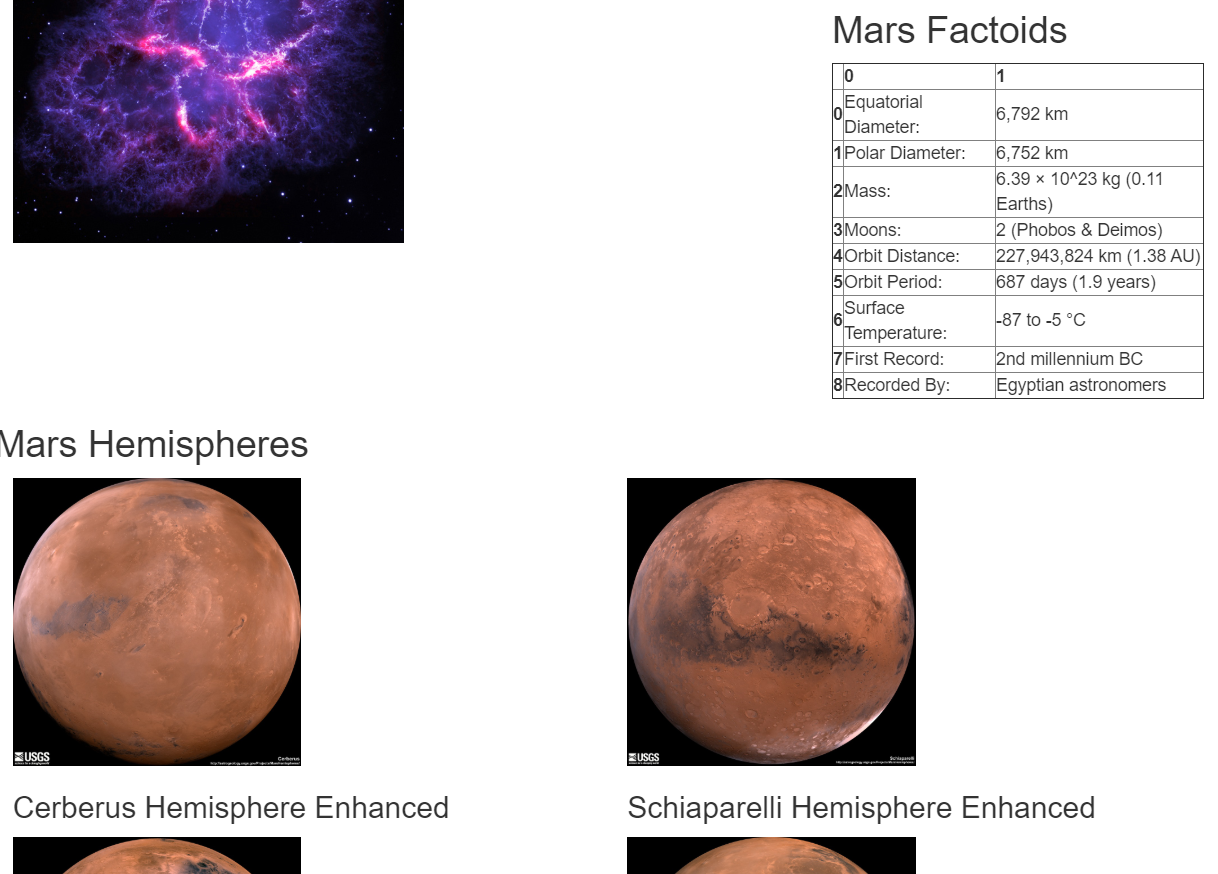 Mars Factoids
0 1
0 Equatorial Diameter: 6,792 km
1 Polar Diameter: 6,752 km
2 Mass: 6.39 × 10^23 kg (0.11 Earths)
3 Moons: 2 (Phobos & Deimos)
4 Orbit Distance: 227,943,824 km (1.38 AU)
5 Orbit Period: 687 days (1.9 years)
6 Surface Temperature: -87 to -5 °C
7 First Record: 2nd millennium BC
8 Recorded By: Egyptian astronomers
Mars Hemispheres
USGS
Cerberus
USGS
Schiaparelli
Cerberus Hemisphere Enhanced
Schiaparelli Hemisphere Enhanced